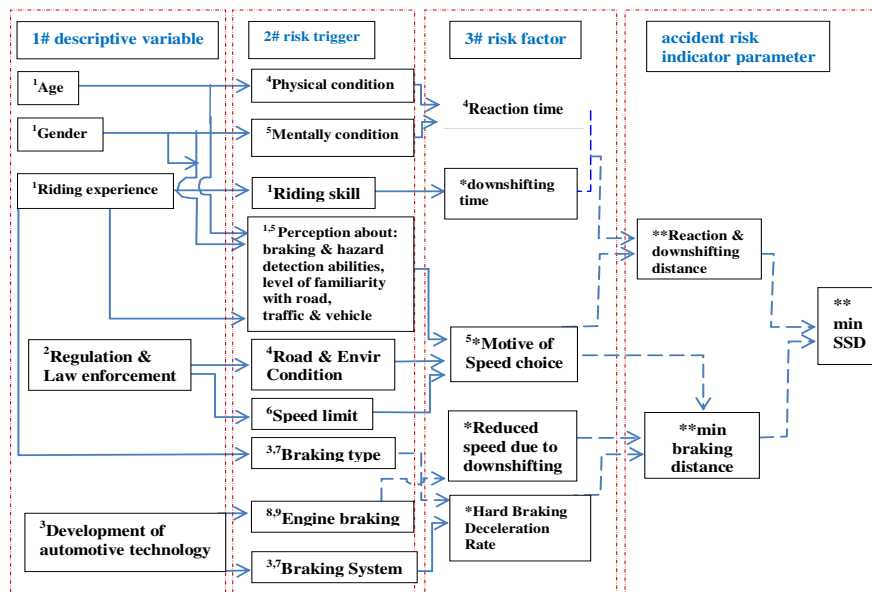 1# descriptive variable
2# risk trigger
3# risk factor
accident risk
indicator parameter
1Age
1Gender
1Riding experience
2Regulation &
Law enforcement
3Development of
automotive technology
4Physical condition
5Mentally condition
1Riding skill
1,5 Perception about:
braking & hazard
detection abilities,
level of familiarity
with road,
traffic & vehicle
4Road & Envir
Condition
6Speed limit
3,7Braking type
8,9Engine braking
3,7Braking System
4Reaction time
*downshifting
time
5*Motive of
Speed choice
*Reduced
speed due to
downshifting
*Hard Braking
Deceleration
Rate
**Reaction &
downshifting
distance
**min
braking
distance
**
min
SSD